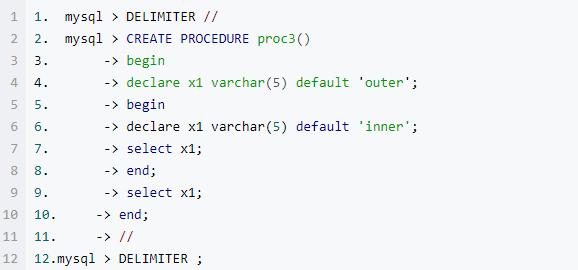 1 1.  mysql > DELIMITER //
2 2.  mysql > CREATE PROCEDURE proc3()
3 3.       -> begin
4 4.       -> declare x1 varchar(5) default 'outer';
5 5.       -> begin
6 6.       -> declare x1 varchar(5) default 'inner';
7 7.       -> select x1;
8 8.       -> end;
9 9.       -> select x1;
10 10.     -> end;
11 11.     -> //
12 12.mysql > DELIMITER ;